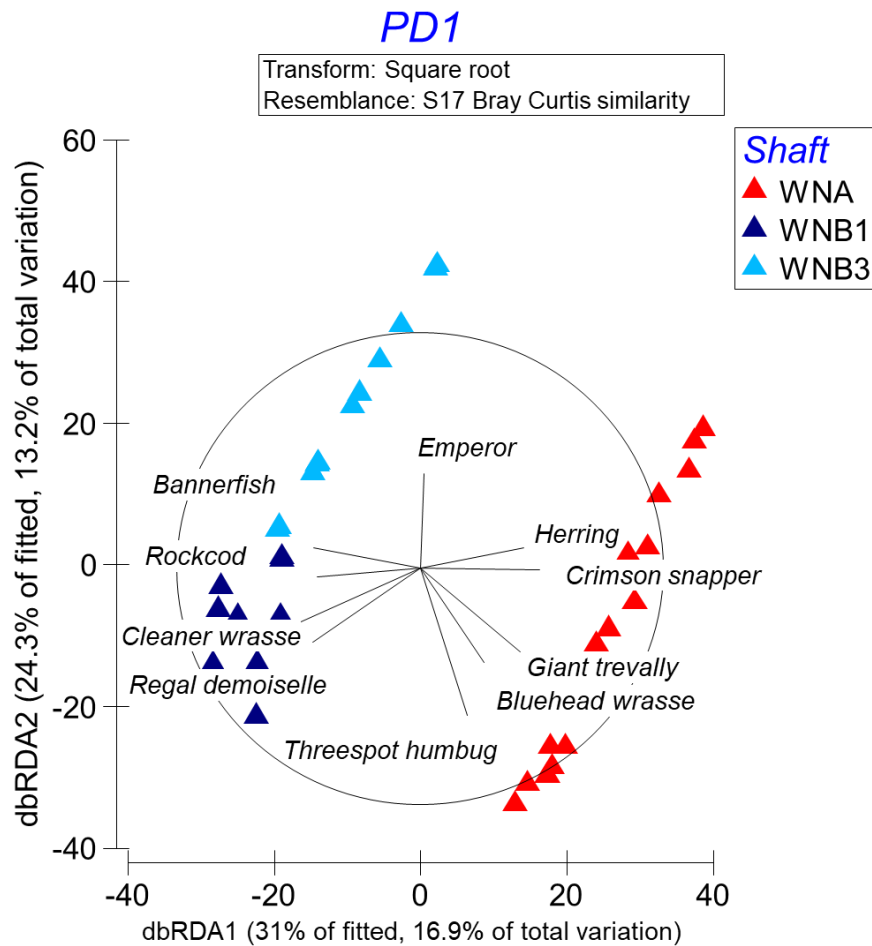 PD1
Transform: Square root
Resemblance: S17 Bray Curtis similarity
Shaft
WNA
WNB1
WNB3
60
40
20
0
-20
-40
dbRDA2 (24.3% of fitted, 13.2% of total variation)
Emperor
Bannerfish
Herring
Rockcod
Crimson snapper
Cleaner wrasse
Giant trevally
Regal demoiselle
Bluehead wrasse
Threespot humbug
-40
-20
0
20
40
dbRDA1 (31% of fitted, 16.9% of total variation)